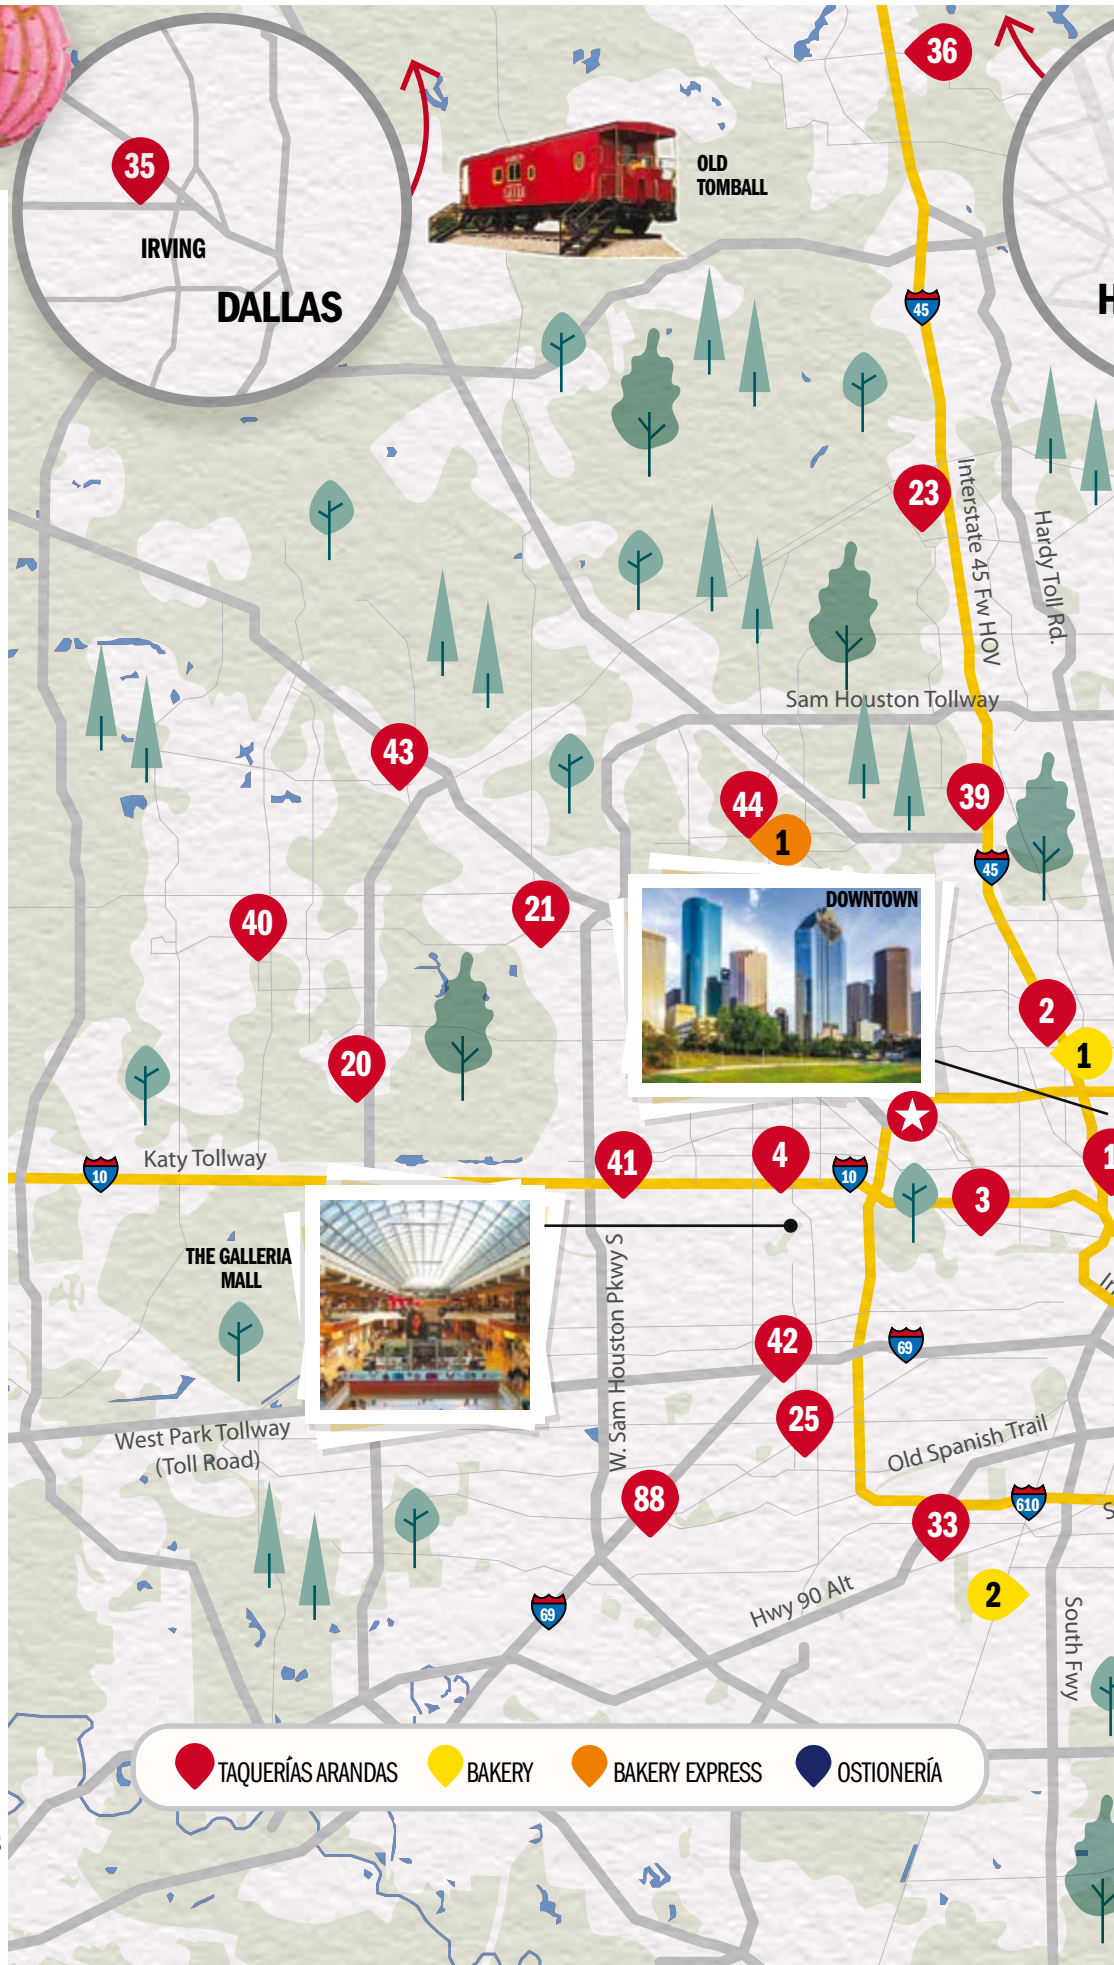 36
35
IRVING
DALLAS
OLD
TOMBALL
H
45
23
Interstate 45 Fw HOV
Hardy Toll Rd.
Sam Houston Tollway
43
44
1
39
45
DOWNTOWN
40
21
2
1
20
Katy Tollway
10
41
4
10
3
1
THE GALLERIA
MALL
W. Sam Houston Pkwy S
In
42
69
25
West Park Tollway
(Toll Road)
Old Spanish Trail
88
610
33
S
69
Hwy 90 Alt
2
South Fwy
TAQUERÍAS ARANDAS
BAKERY
BAKERY EXPRESS
OSTIONERÍA